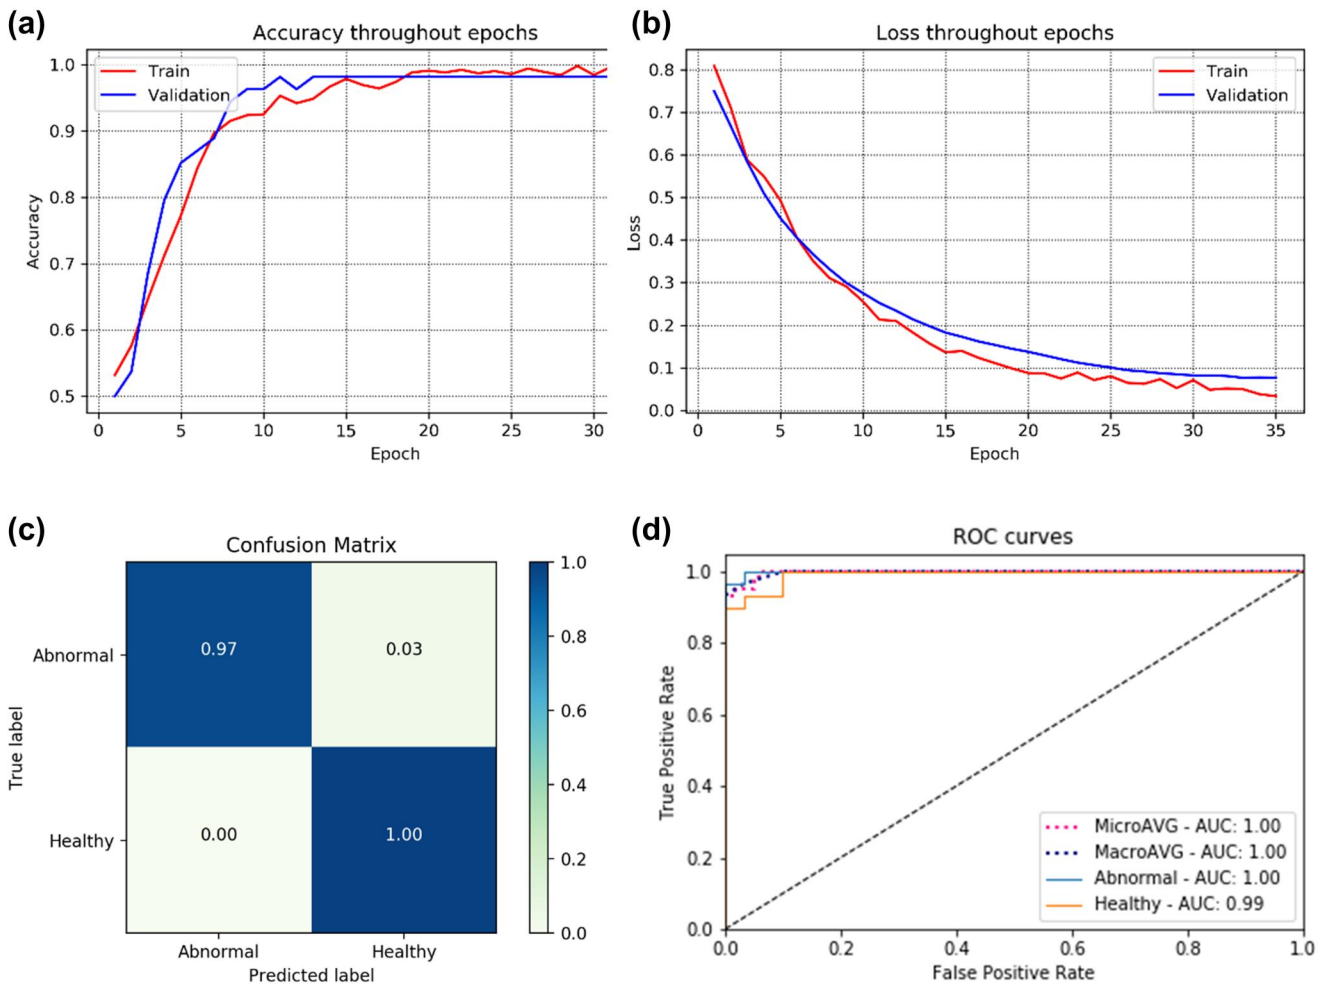 (a)
Accuracy throughout epochs
1.0
0.9
0.8
0.7
0.6
0.5
Accuracy
Train
Validation
0 5 10 15 20 25 30
Epoch
(b)
Loss throughout epochs
0.8
0.7
0.6
0.5
0.4
0.3
0.2
0.1
0.0
Loss
Train
Validation
0 5 10 15 20 25 30 35
Epoch
(c)
Confusion Matrix
True label
Abnormal
0.97 0.03
Healthy
0.00 1.00
Abnormal Healthy
Predicted label
1.0
0.8
0.6
0.4
0.2
0.0
(d)
ROC curves
1.0
0.8
0.6
0.4
0.2
0.0
True Positive Rate
MicroAVG - AUC: 1.00
MacroAVG - AUC: 1.00
Abnormal - AUC: 1.00
Healthy - AUC: 0.99
0.0 0.2 0.4 0.6 0.8 1.0
False Positive Rate